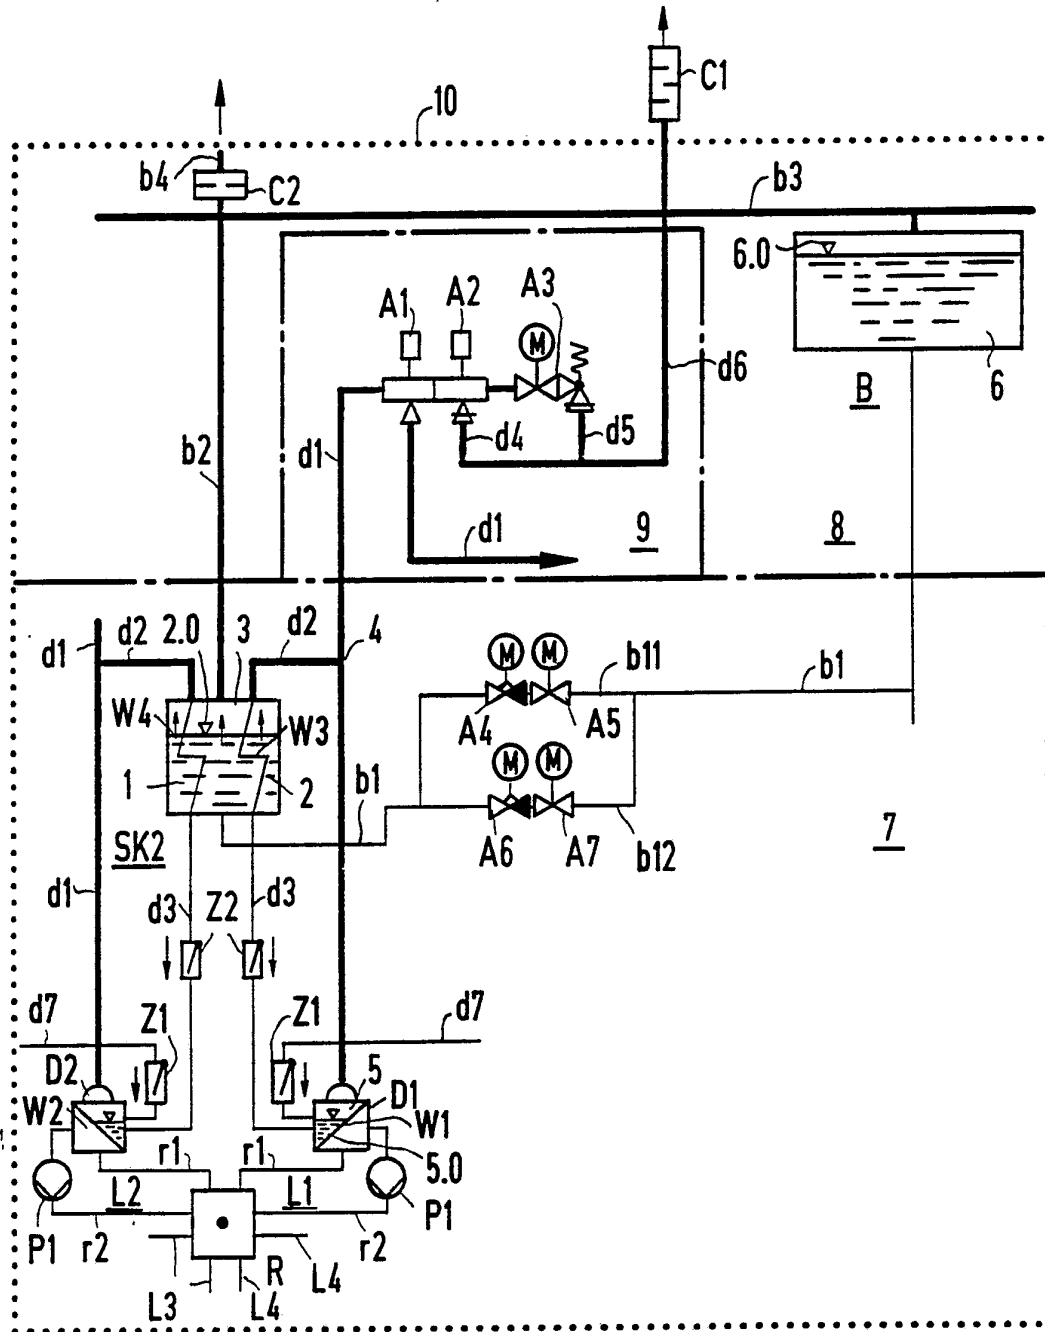 C1
10
b4
C2
b3
6.0
A1
A2
A3
M
d6
6
B
b2
d1
d4
d5
d1
9
8
d1
d2
2.0
3
d2
4
M
M
b11
b1
W4
W3
A4
A5
1
2
b1
M
M
SK2
A6
A7
b12
7
d1
d3
Z2
d3
d7
Z1
Z1
d7
D2
5
D1
W2
W1
r1
r1
5.0
L2
L1
P1
P1
r2
r2
R
L4
L3
L4